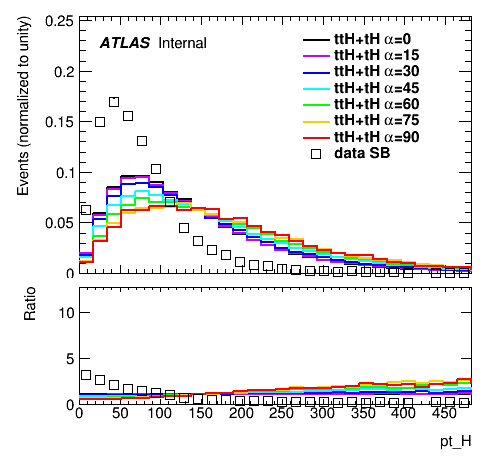 Events (normalized to unity)
0.25
0.2
0.15
0.1
0.05
0
ATLAS Internal
ttH+tH α=0
ttH+tH α=15
ttH+tH α=30
ttH+tH α=45
ttH+tH α=60
ttH+tH α=75
ttH+tH α=90
data SB
Ratio
10
5
0
0 50 100 150 200 250 300 350 400 450
pt_H